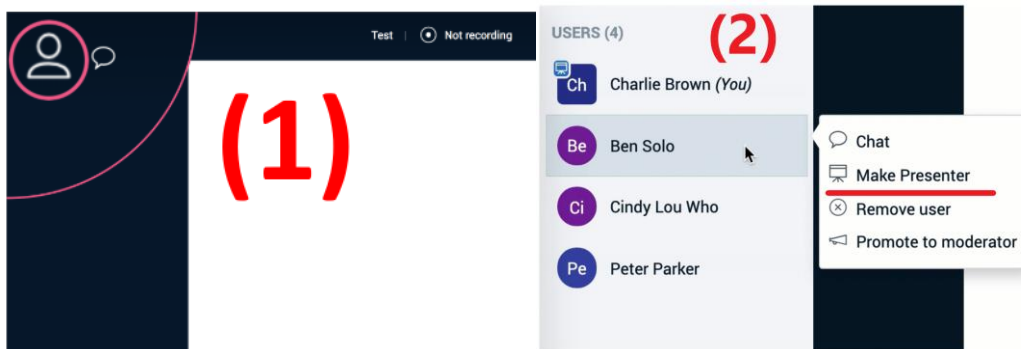 Test | Not recording
(1)
USERS (4)
(2)
Ch Charlie Brown (You)
Be Ben Solo
Ci Cindy Lou Who
Pe Peter Parker
Chat
Make Presenter
Remove user
Promote to moderator